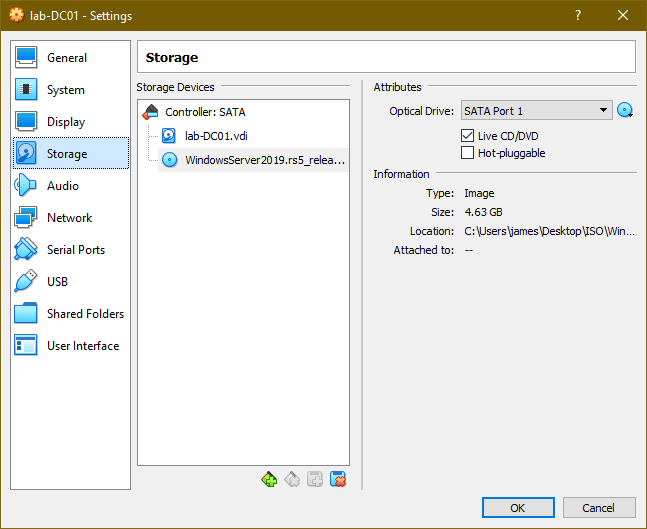 lab-DC01 - Settings
?
General
System
Display
Storage
Audio
Network
Serial Ports
USB
Shared Folders
User Interface
Storage
Storage Devices
Controller: SATA
lab-DC01.vdi
WindowsServer2019.rs5_relea...
Attributes
Optical Drive: SATA Port 1
Live CD/DVD
Hot-pluggable
Information
Type: Image
Size: 4.63 GB
Location: C:\Users\james\Desktop\ISO\Win...
Attached to: --
OK
Cancel